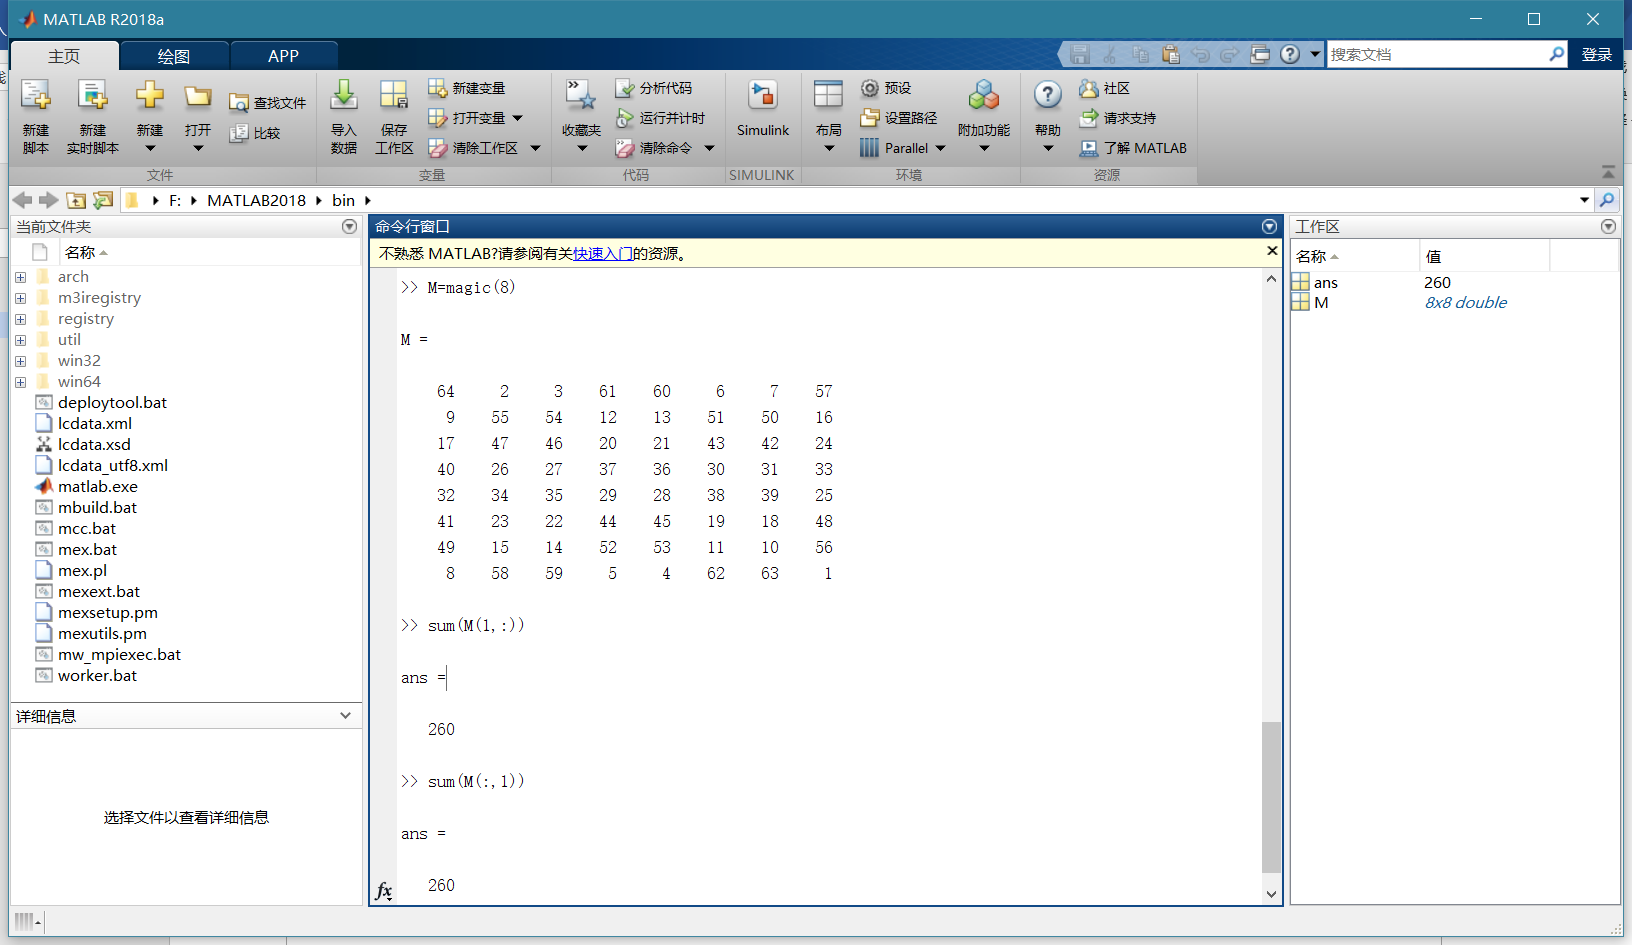 MATLAB R2018a
主页
绘图
APP
搜索文档
登录
新建
脚本
新建
实时脚本
新建
打开
查找文件
比较
导入
数据
保存
工作区
新建变量
打开变量
清除工作区
收藏夹
分析代码
运行并计时
清除命令
Simulink
布局
预设
设置路径
Parallel
附加功能
帮助
社区
请求支持
了解 MATLAB
文件
变量
代码
SIMULINK
环境
资源
F:
MATLAB2018
bin
当前文件夹
名称
arch
m3iregistry
registry
util
win32
win64
deploytool.bat
lcdata.xml
lcdata.xsd
lcdata_utf8.xml
matlab.exe
mbuild.bat
mcc.bat
mex.bat
mex.pl
mexext.bat
mexsetup.pm
mexutils.pm
mw_mpiexec.bat
worker.bat
详细信息
选择文件以查看详细信息
命令行窗口
不熟悉 MATLAB?请参阅有关快速入门的资源。
>> M=magic(8)
M =
64 2 3 61 60 6 7 57
9 55 54 12 13 51 50 16
17 47 46 20 21 43 42 24
40 26 27 37 36 30 31 33
32 34 35 29 28 38 39 25
41 23 22 44 45 19 18 48
49 15 14 52 53 11 10 56
8 58 59 5 4 62 63 1
>> sum(M(1,:))
ans =
260
>> sum(M(:,1))
ans =
260
fx
工作区
名称 值
ans 260
M 8x8 double